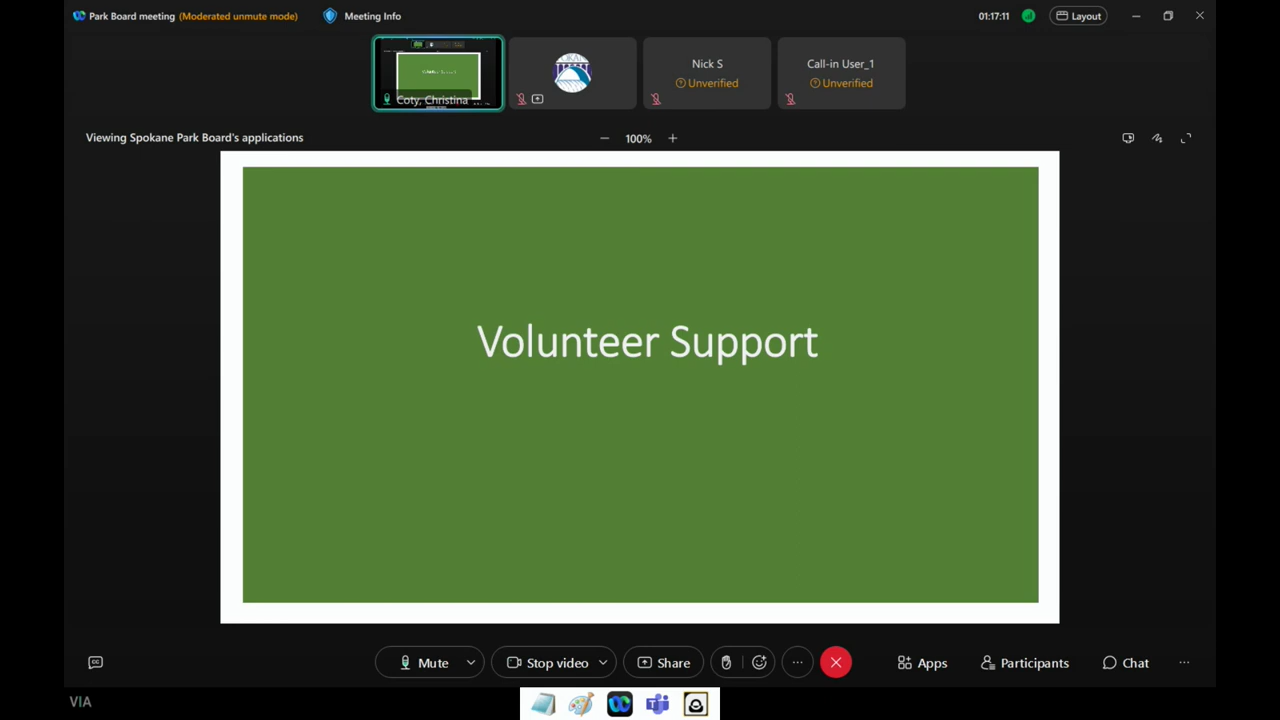 Park Board meeting (Moderated unmute mode)
Meeting Info
01:17:11
Layout
Coty, Christina
Nick S
Unverified
Call-in User_1
Unverified
Viewing Spokane Park Board's applications
100%
Volunteer Support
Mute
Stop video
Share
Apps
Participants
Chat
VIA